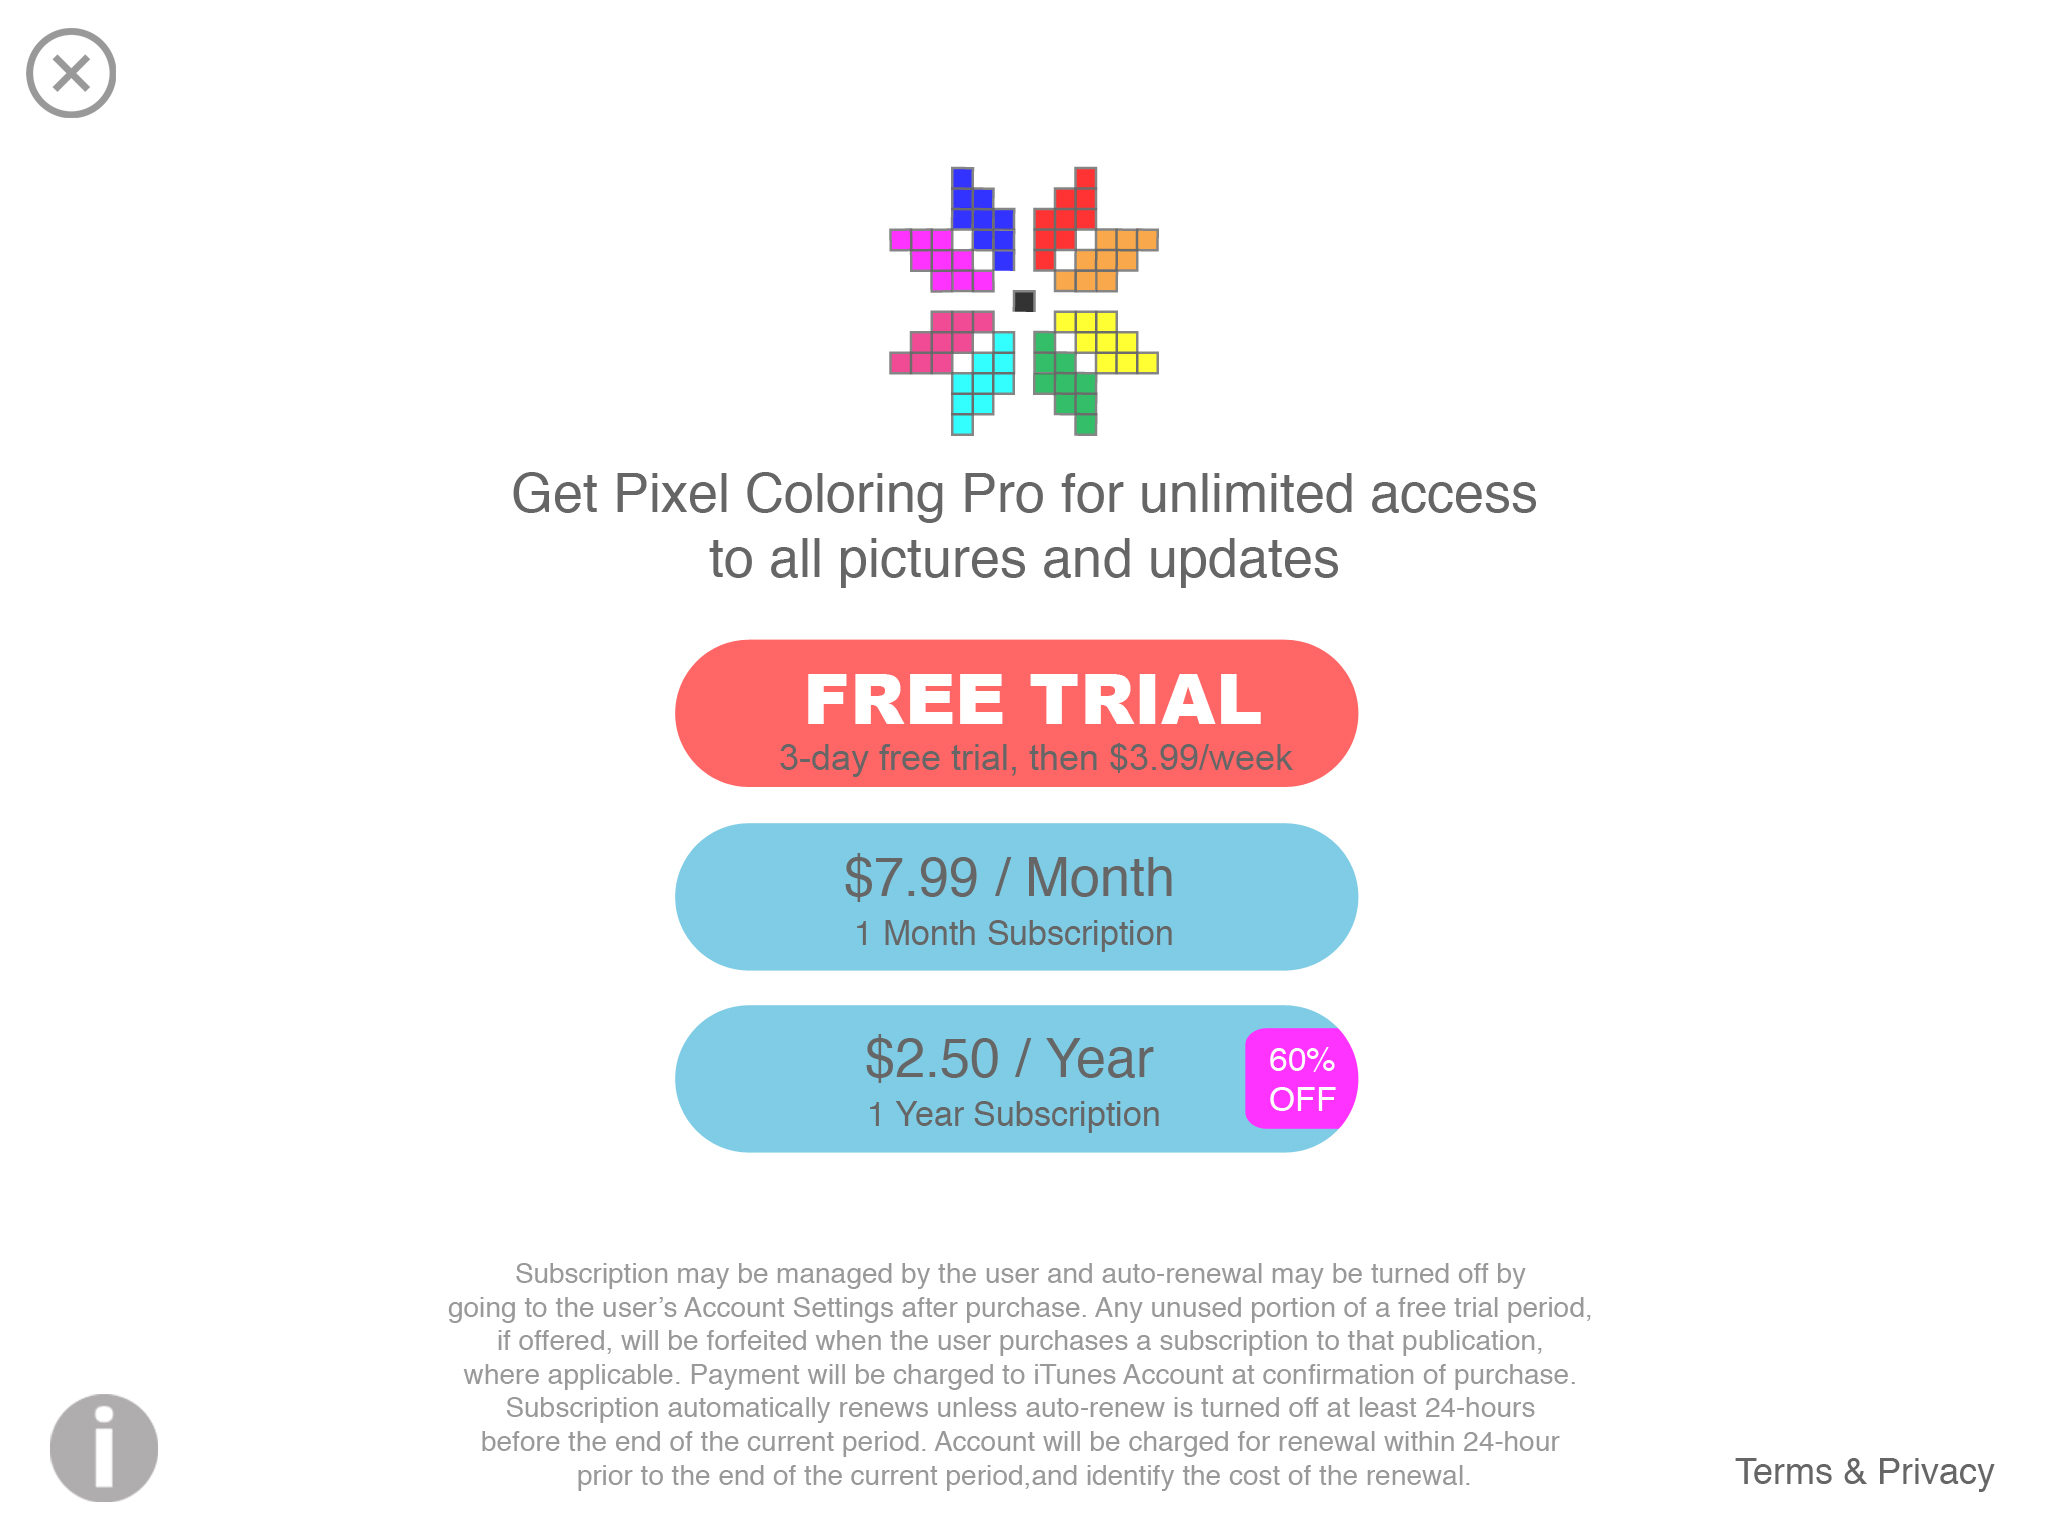 Get Pixel Coloring Pro for unlimited access
to all pictures and updates
FREE TRIAL
3-day free trial, then $3.99/week
$7.99 / Month
1 Month Subscription
$2.50 / Year
1 Year Subscription
60%
OFF
Subscription may be managed by the user and auto-renewal may be turned off by
going to the user’s Account Settings after purchase. Any unused portion of a free trial period,
if offered, will be forfeited when the user purchases a subscription to that publication,
where applicable. Payment will be charged to iTunes Account at confirmation of purchase.
Subscription automatically renews unless auto-renew is turned off at least 24-hours
before the end of the current period. Account will be charged for renewal within 24-hour
prior to the end of the current period,and identify the cost of the renewal.
i
Terms & Privacy